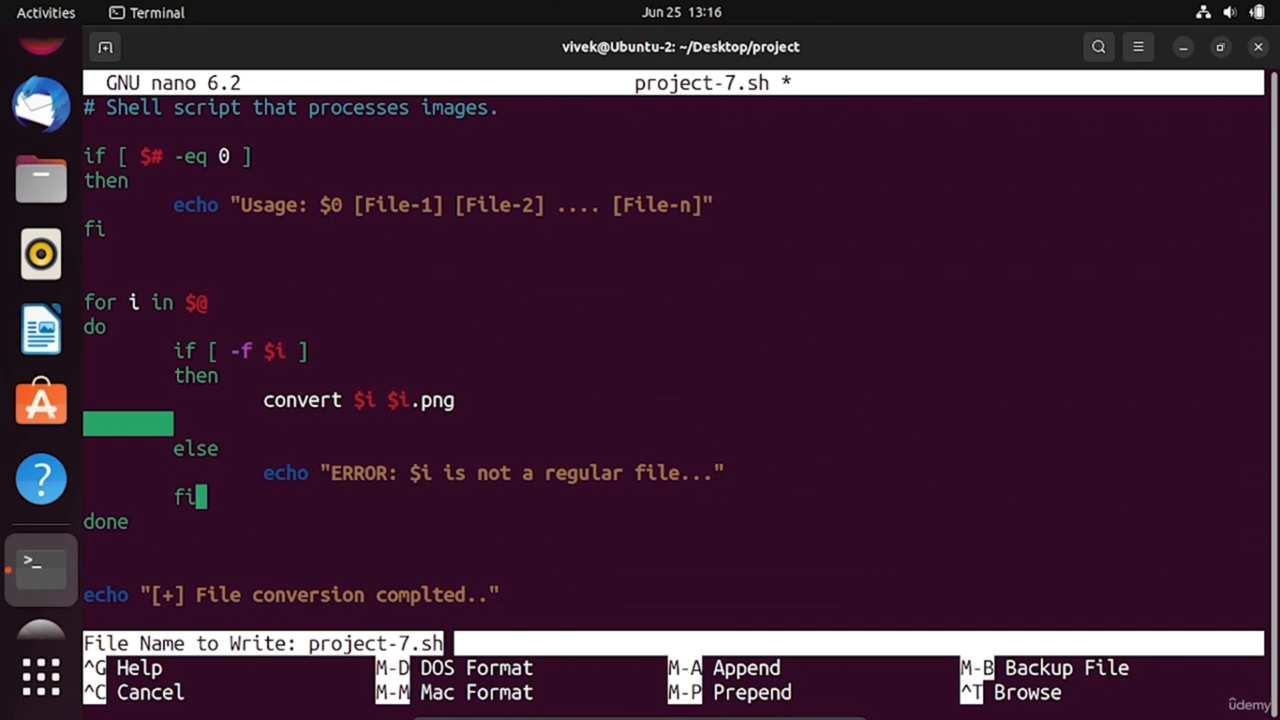 Activities Terminal Jun 25 13:16
vivek@Ubuntu-2: ~/Desktop/project
GNU nano 6.2 project-7.sh *
# Shell script that processes images.
if [ $# -eq 0 ]
then
echo "Usage: $0 [File-1] [File-2] .... [File-n]"
fi
for i in $@
do
if [ -f $i ]
then
convert $i $i.png
else
echo "ERROR: $i is not a regular file..."
fi
done
echo "[+] File conversion complted.."
File Name to Write: project-7.sh
^G Help M-D DOS Format M-A Append M-B Backup File
^C Cancel M-M Mac Format M-P Prepend ^T Browse
udemy